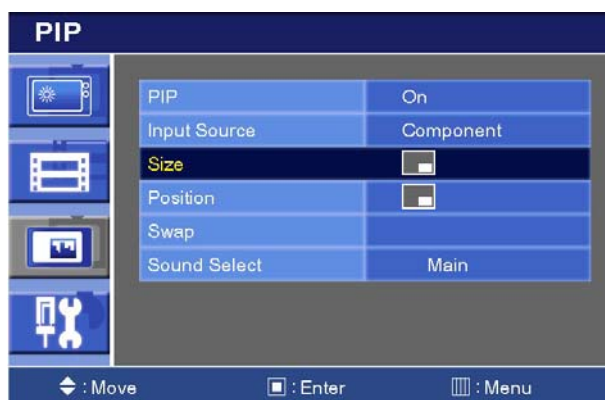 PIP
PIP On
Input Source Component
Size
Position
Swap
Sound Select Main
: Move : Enter : Menu